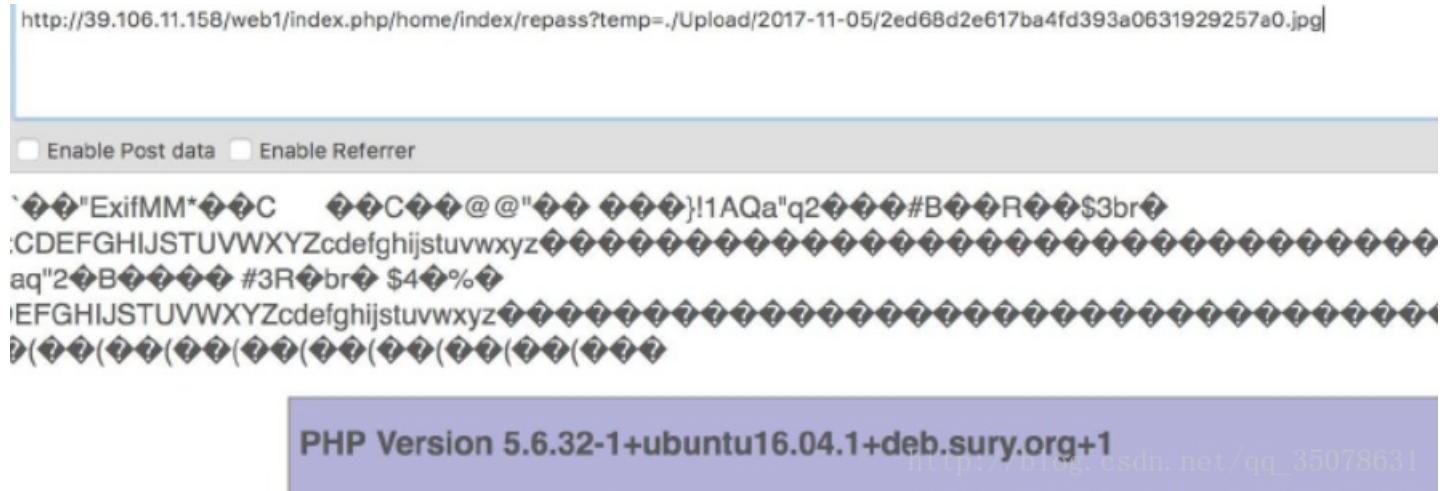 http://39.106.11.158/web1/index.php/home/index/repass?temp=./Upload/2017-11-05/2ed68d2e617ba4fd393a0631929257a0.jpg
Enable Post data Enable Referrer
`��"ExifMM*��C ��C��@@"�� ���}!1AQa"q2���#B��R��$3br�
:CDEFGHIJSTUVWXYZcdefghijstuvwxyz�������������������������������������
aq"2�B���� #3R�br� $4�%�
EFGHIJSTUVWXYZcdefghijstuvwxyz���������������������������������������
�(��(��(��(��(��(��(��(��(���
PHP Version 5.6.32-1+ubuntu16.04.1+deb.sury.org+1
http://blog.csdn.net/qq_35078631